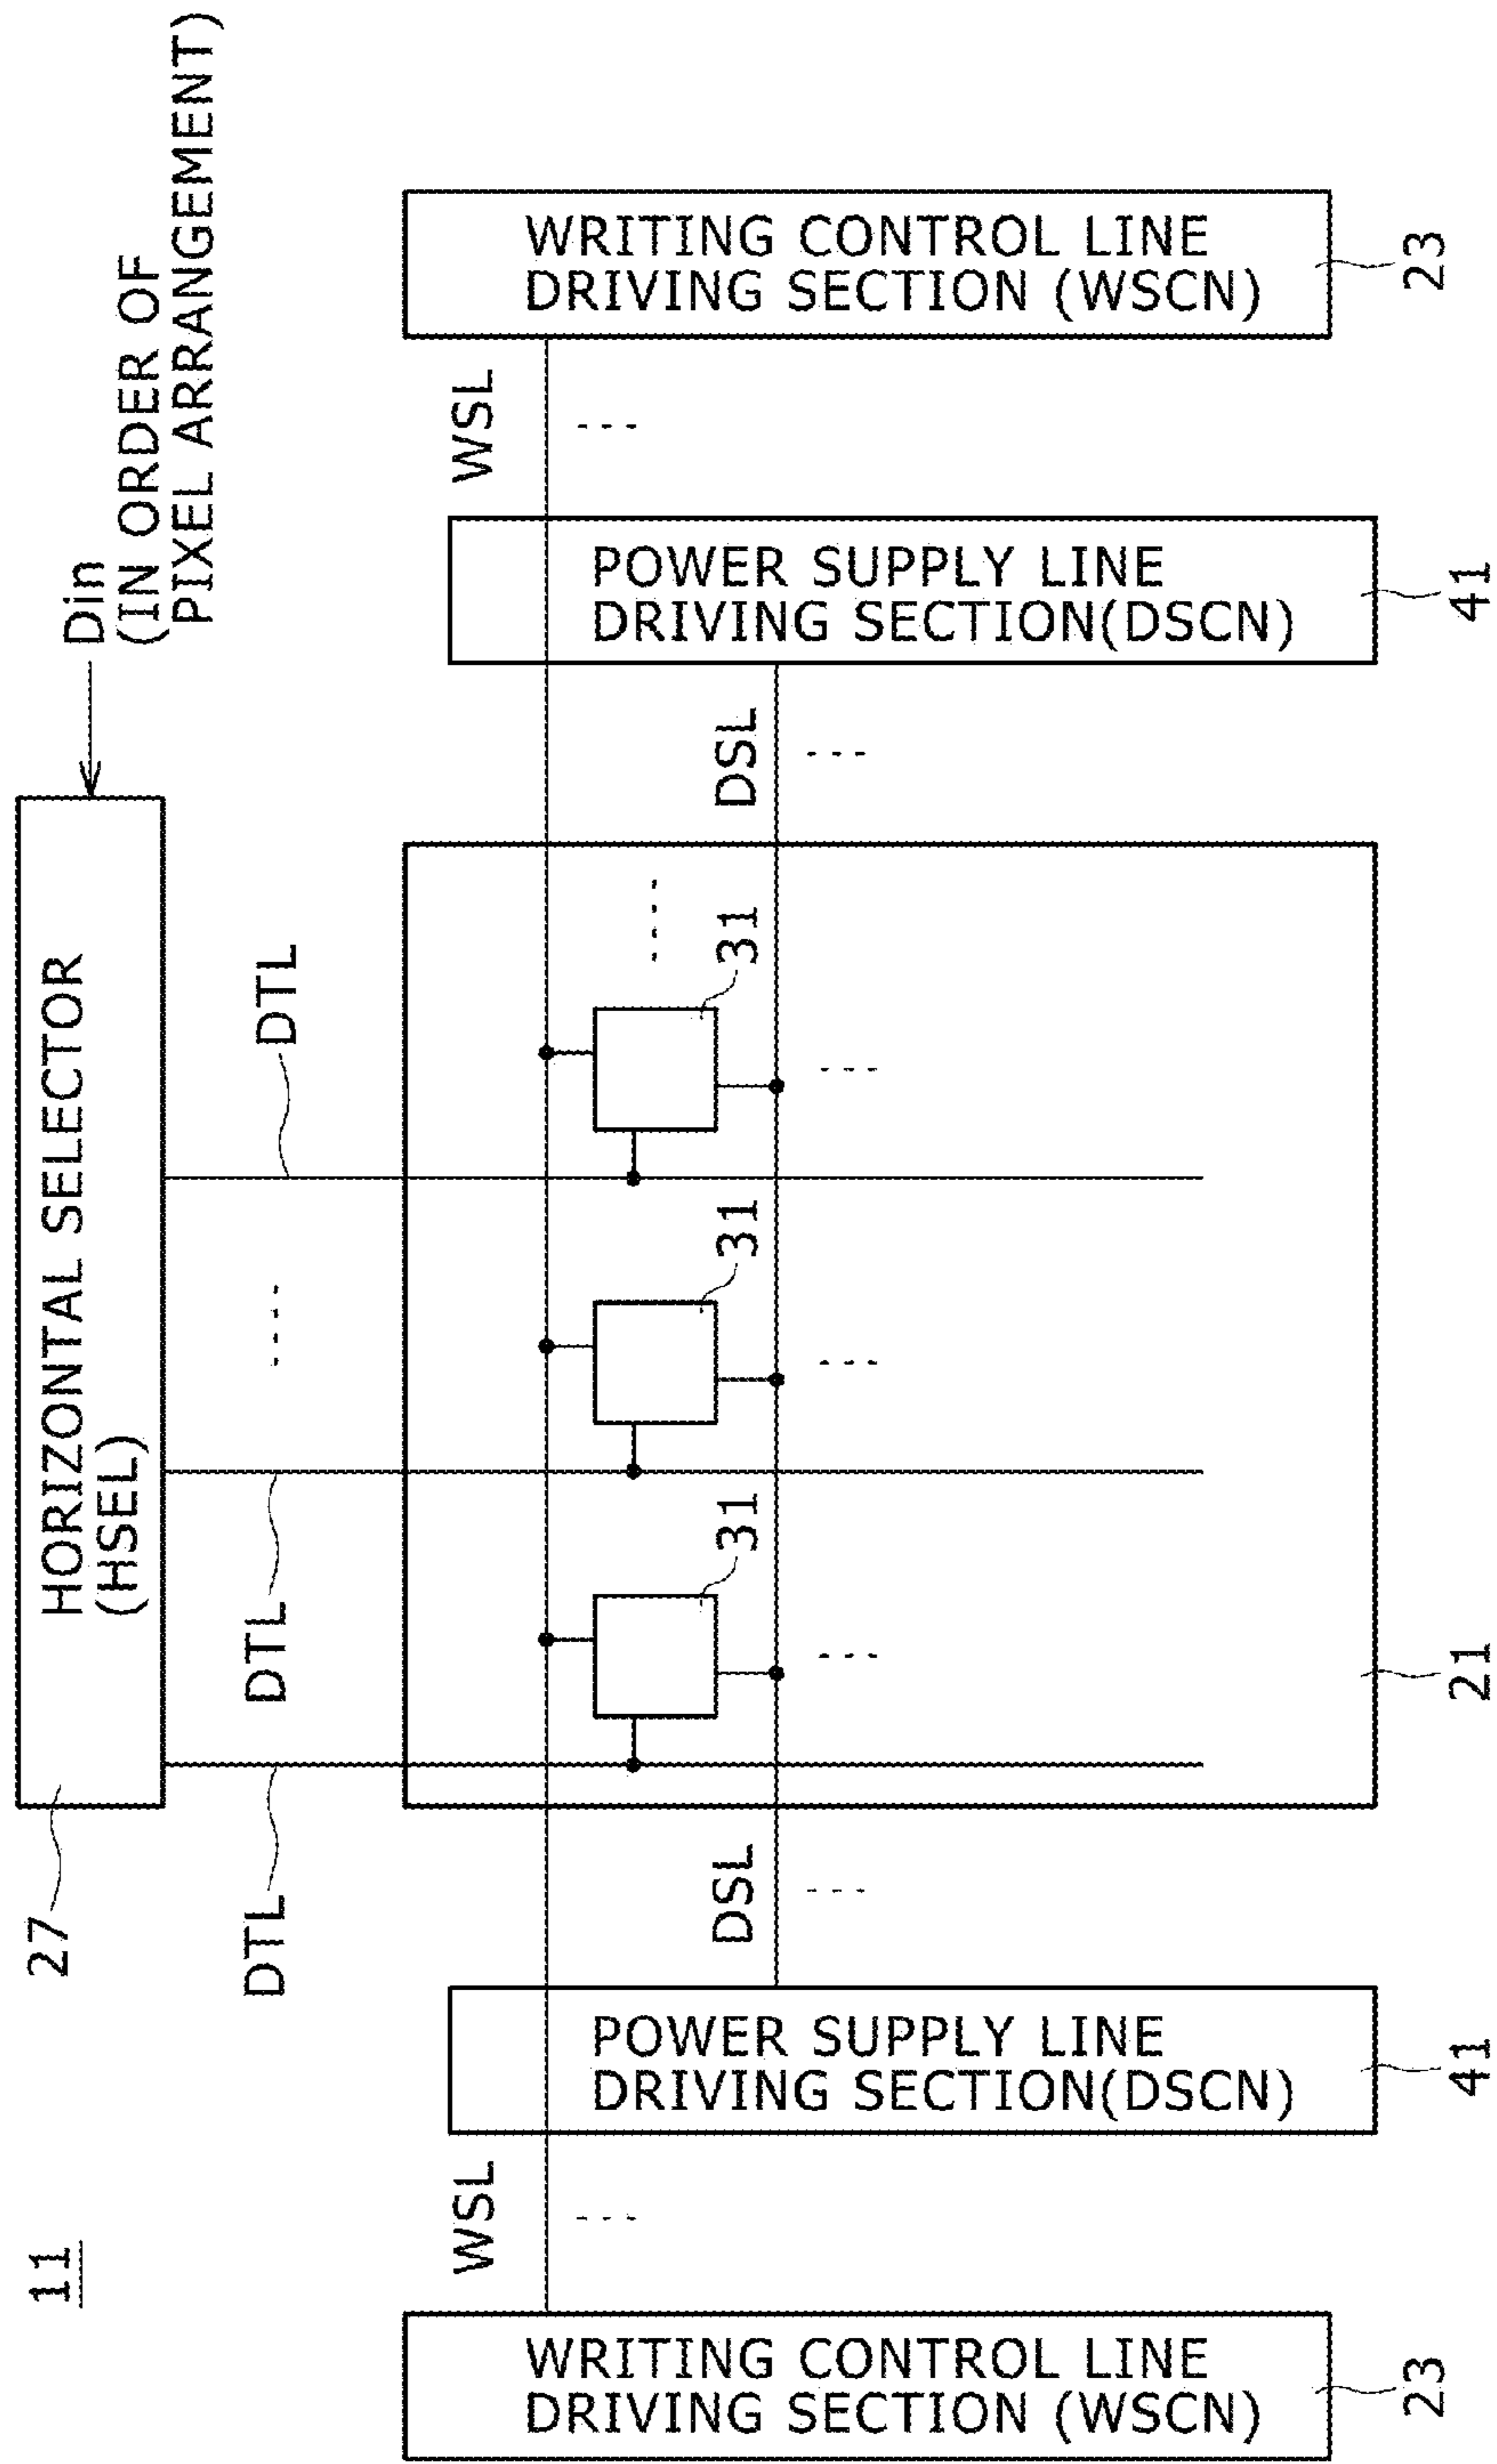 11
27
HORIZONTAL SELECTOR
(HSEL)
Din
(IN ORDER OF
PIXEL ARRANGEMENT)
DTL
DTL
DTL
WSL
DSL
DSL
WSL
WRITING CONTROL LINE
DRIVING SECTION (WSCN)
POWER SUPPLY LINE
DRIVING SECTION(DSCN)
31
31
31
POWER SUPPLY LINE
DRIVING SECTION(DSCN)
WRITING CONTROL LINE
DRIVING SECTION (WSCN)
23
41
21
41
23